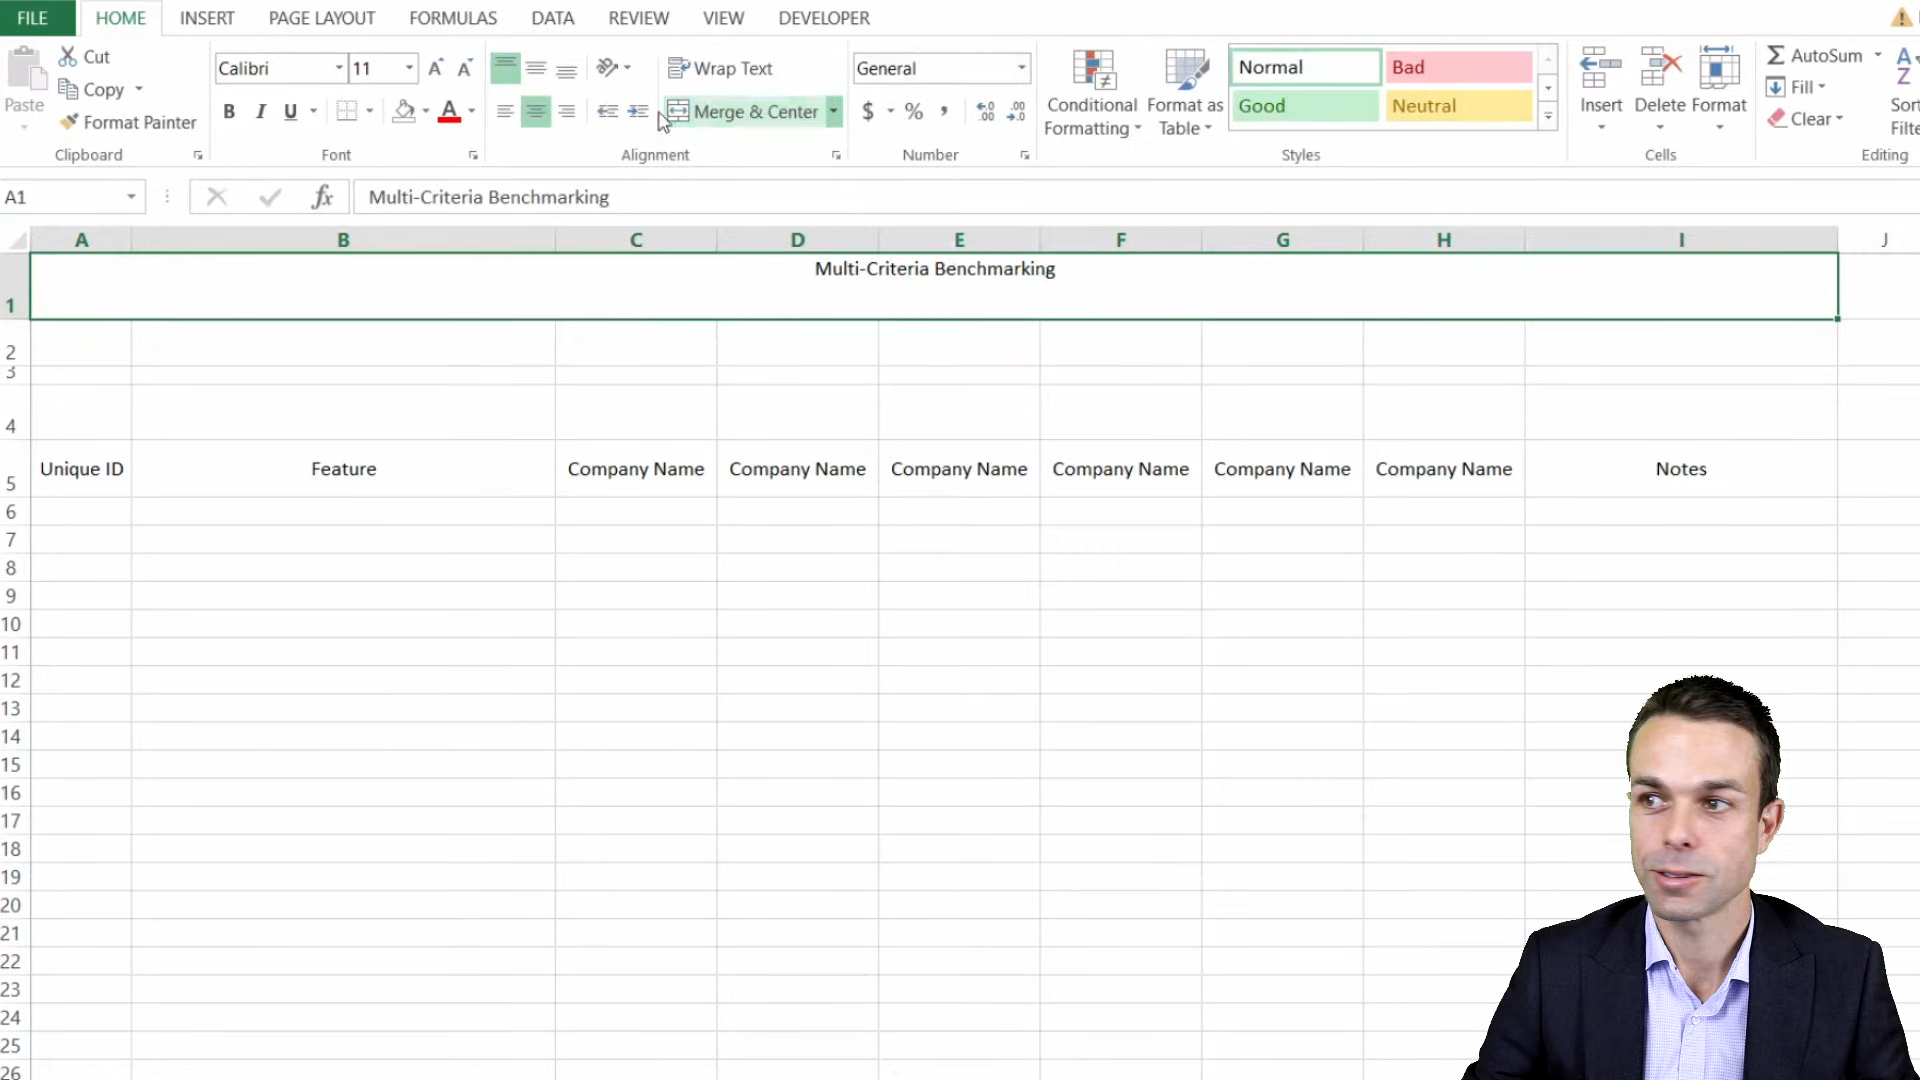 FILE HOME INSERT PAGE LAYOUT FORMULAS DATA REVIEW VIEW DEVELOPER
Paste
Cut
Copy
Format Painter
Clipboard
Calibri 11
B I U A
Font
Wrap Text
Merge & Center
Alignment
General
$ % ,
Number
Conditional
Formatting
Format as
Table
Normal Bad
Good Neutral
Styles
Insert Delete Format
Cells
AutoSum
Fill
Clear
Editing
A1 fx Multi-Criteria Benchmarking
A B C D E F G H I J
1 Multi-Criteria Benchmarking
2
3
4
5 Unique ID Feature Company Name Company Name Company Name Company Name Company Name Company Name Notes
6
7
8
9
10
11
12
13
14
15
16
17
18
19
20
21
22
23
24
25
26